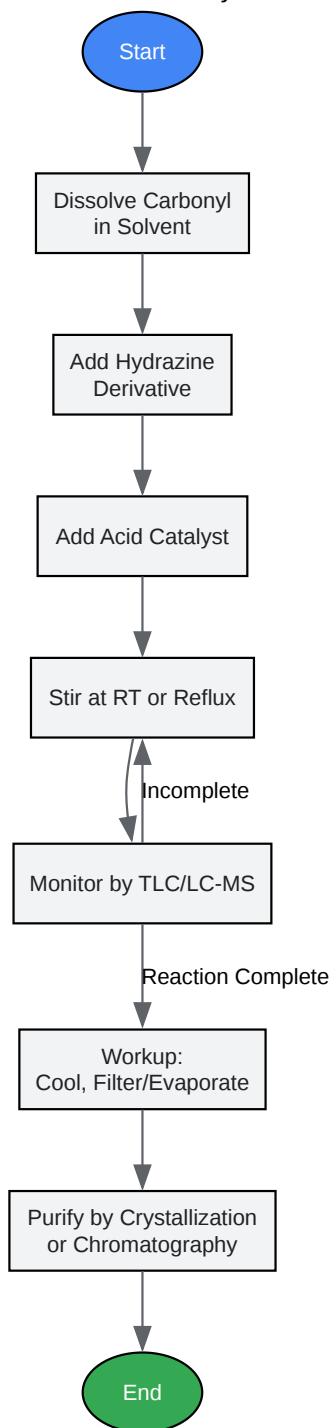 Start
Dissolve Carbonyl
in Solvent
Add Hydrazine
Derivative
Add Acid Catalyst
Stir at RT or Reflux
Incomplete
Monitor by TLC/LC-MS
Reaction Complete
Workup:
Cool, Filter/Evaporate
Purify by Crystallization
or Chromatography
End